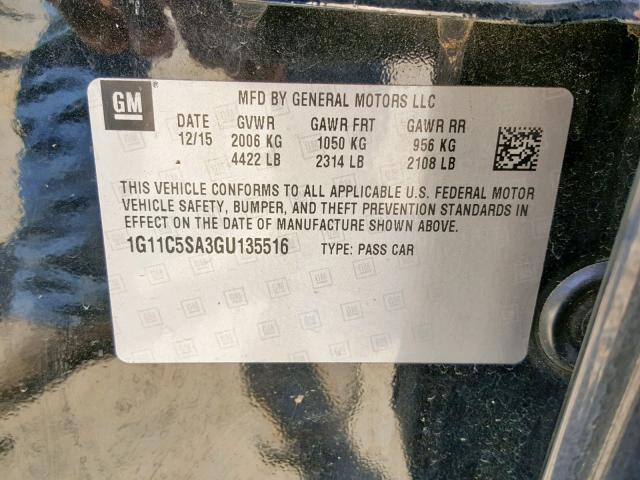 GM
®
MFD BY GENERAL MOTORS LLC
DATE GVWR GAWR FRT GAWR RR
12/15 2006 KG 1050 KG 956 KG
4422 LB 2314 LB 2108 LB
THIS VEHICLE CONFORMS TO ALL APPLICABLE U.S. FEDERAL MOTOR
VEHICLE SAFETY, BUMPER, AND THEFT PREVENTION STANDARDS IN
EFFECT ON THE DATE OF MANUFACTURE SHOWN ABOVE.
1G11C5SA3GU135516 TYPE: PASS CAR